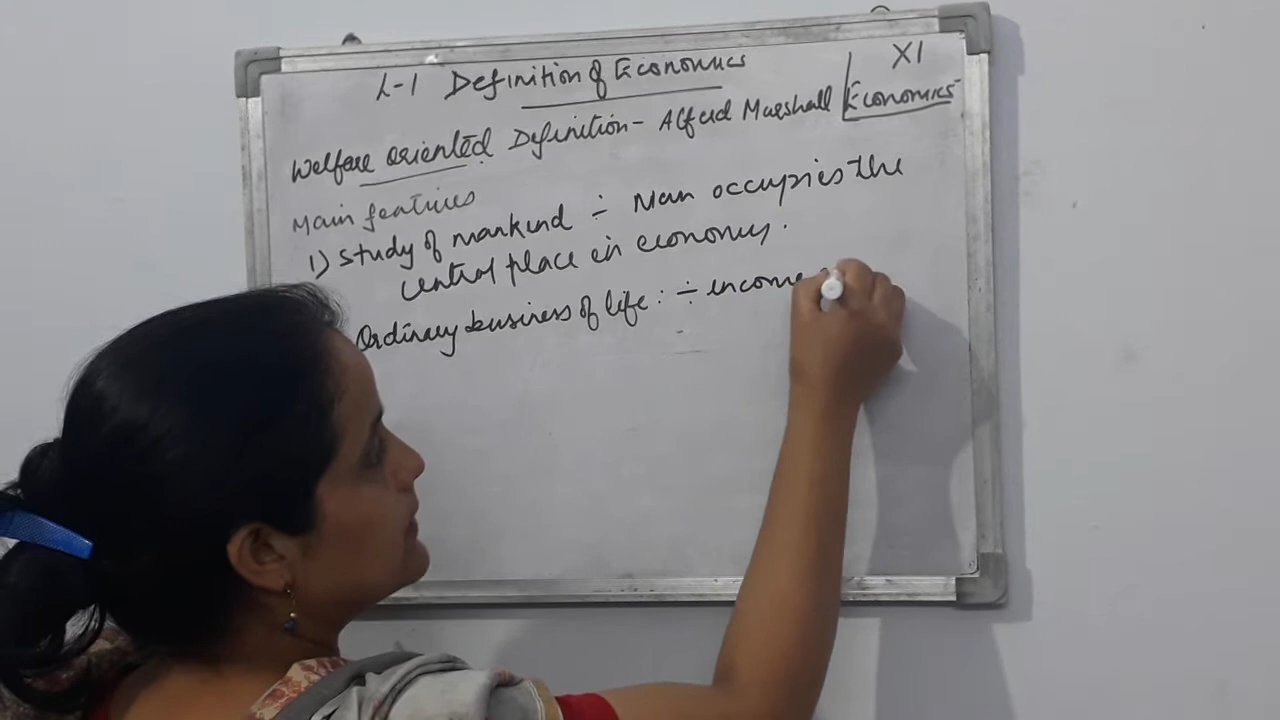 XI
L-1 Definition of Economics
Economics
Welfare oriented Definition- Alfred Marshall
Main features
1) Study of mankind ÷ Man occupies the
central place in economy.
Ordinary business of life: ÷ income